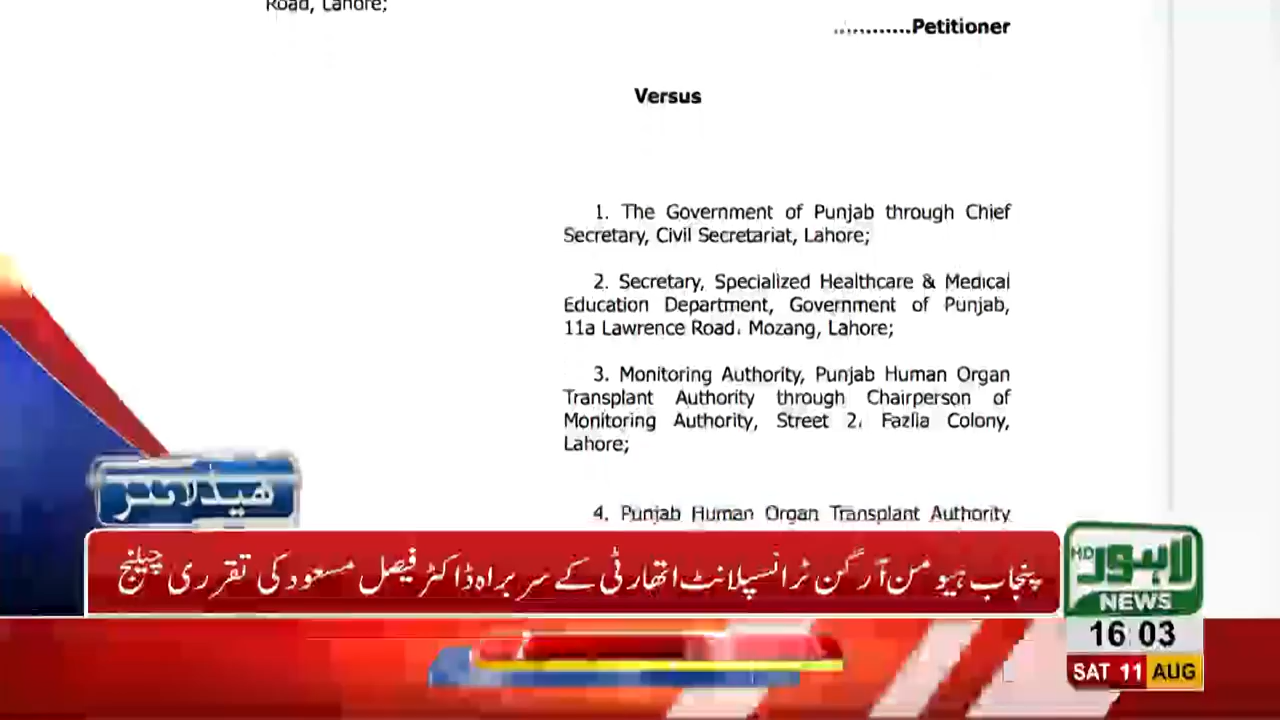 Road, Lahore;
...........Petitioner
Versus
1. The Government of Punjab through Chief
Secretary, Civil Secretariat, Lahore;
2. Secretary, Specialized Healthcare & Medical
Education Department, Government of Punjab,
11a Lawrence Road. Mozang, Lahore;
3. Monitoring Authority, Punjab Human Organ
Transplant Authority through Chairperson of
Monitoring Authority, Street 2, Fazlia Colony,
Lahore;
4. Punjab Human Organ Transplant Authority
ہیڈلائنز
پنجاب ہیومن آرگن ٹرانسپلانٹ اتھارٹی کے سربراہ ڈاکٹر فیصل مسعود کی تقرری چیلنج
لاہور HD
NEWS
16:03
SAT 11 AUG